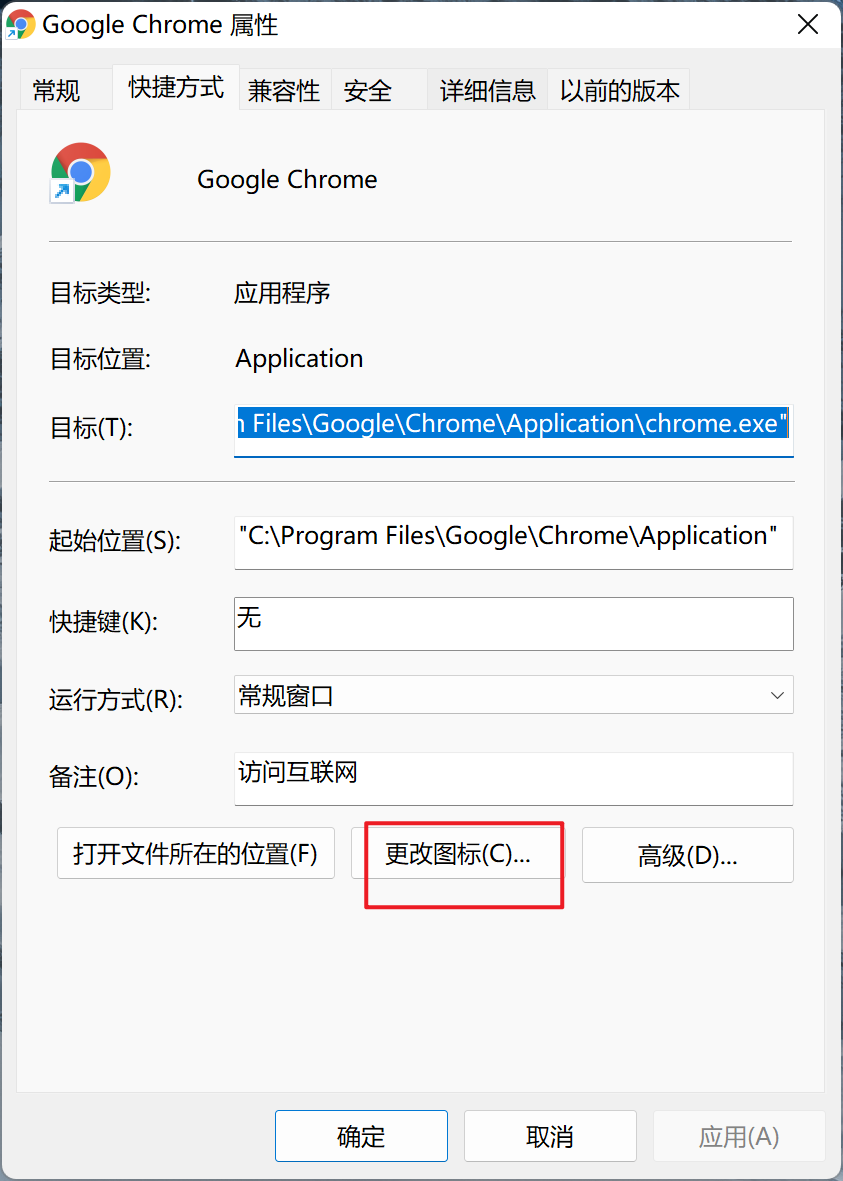 Google Chrome 属性
常规 快捷方式 兼容性 安全 详细信息 以前的版本
Google Chrome
目标类型: 应用程序
目标位置: Application
目标(T): Files\Google\Chrome\Application\chrome.exe"
起始位置(S): "C:\Program Files\Google\Chrome\Application"
快捷键(K): 无
运行方式(R): 常规窗口
备注(O): 访问互联网
打开文件所在的位置(F) 更改图标(C)... 高级(D)...
确定 取消 应用(A)